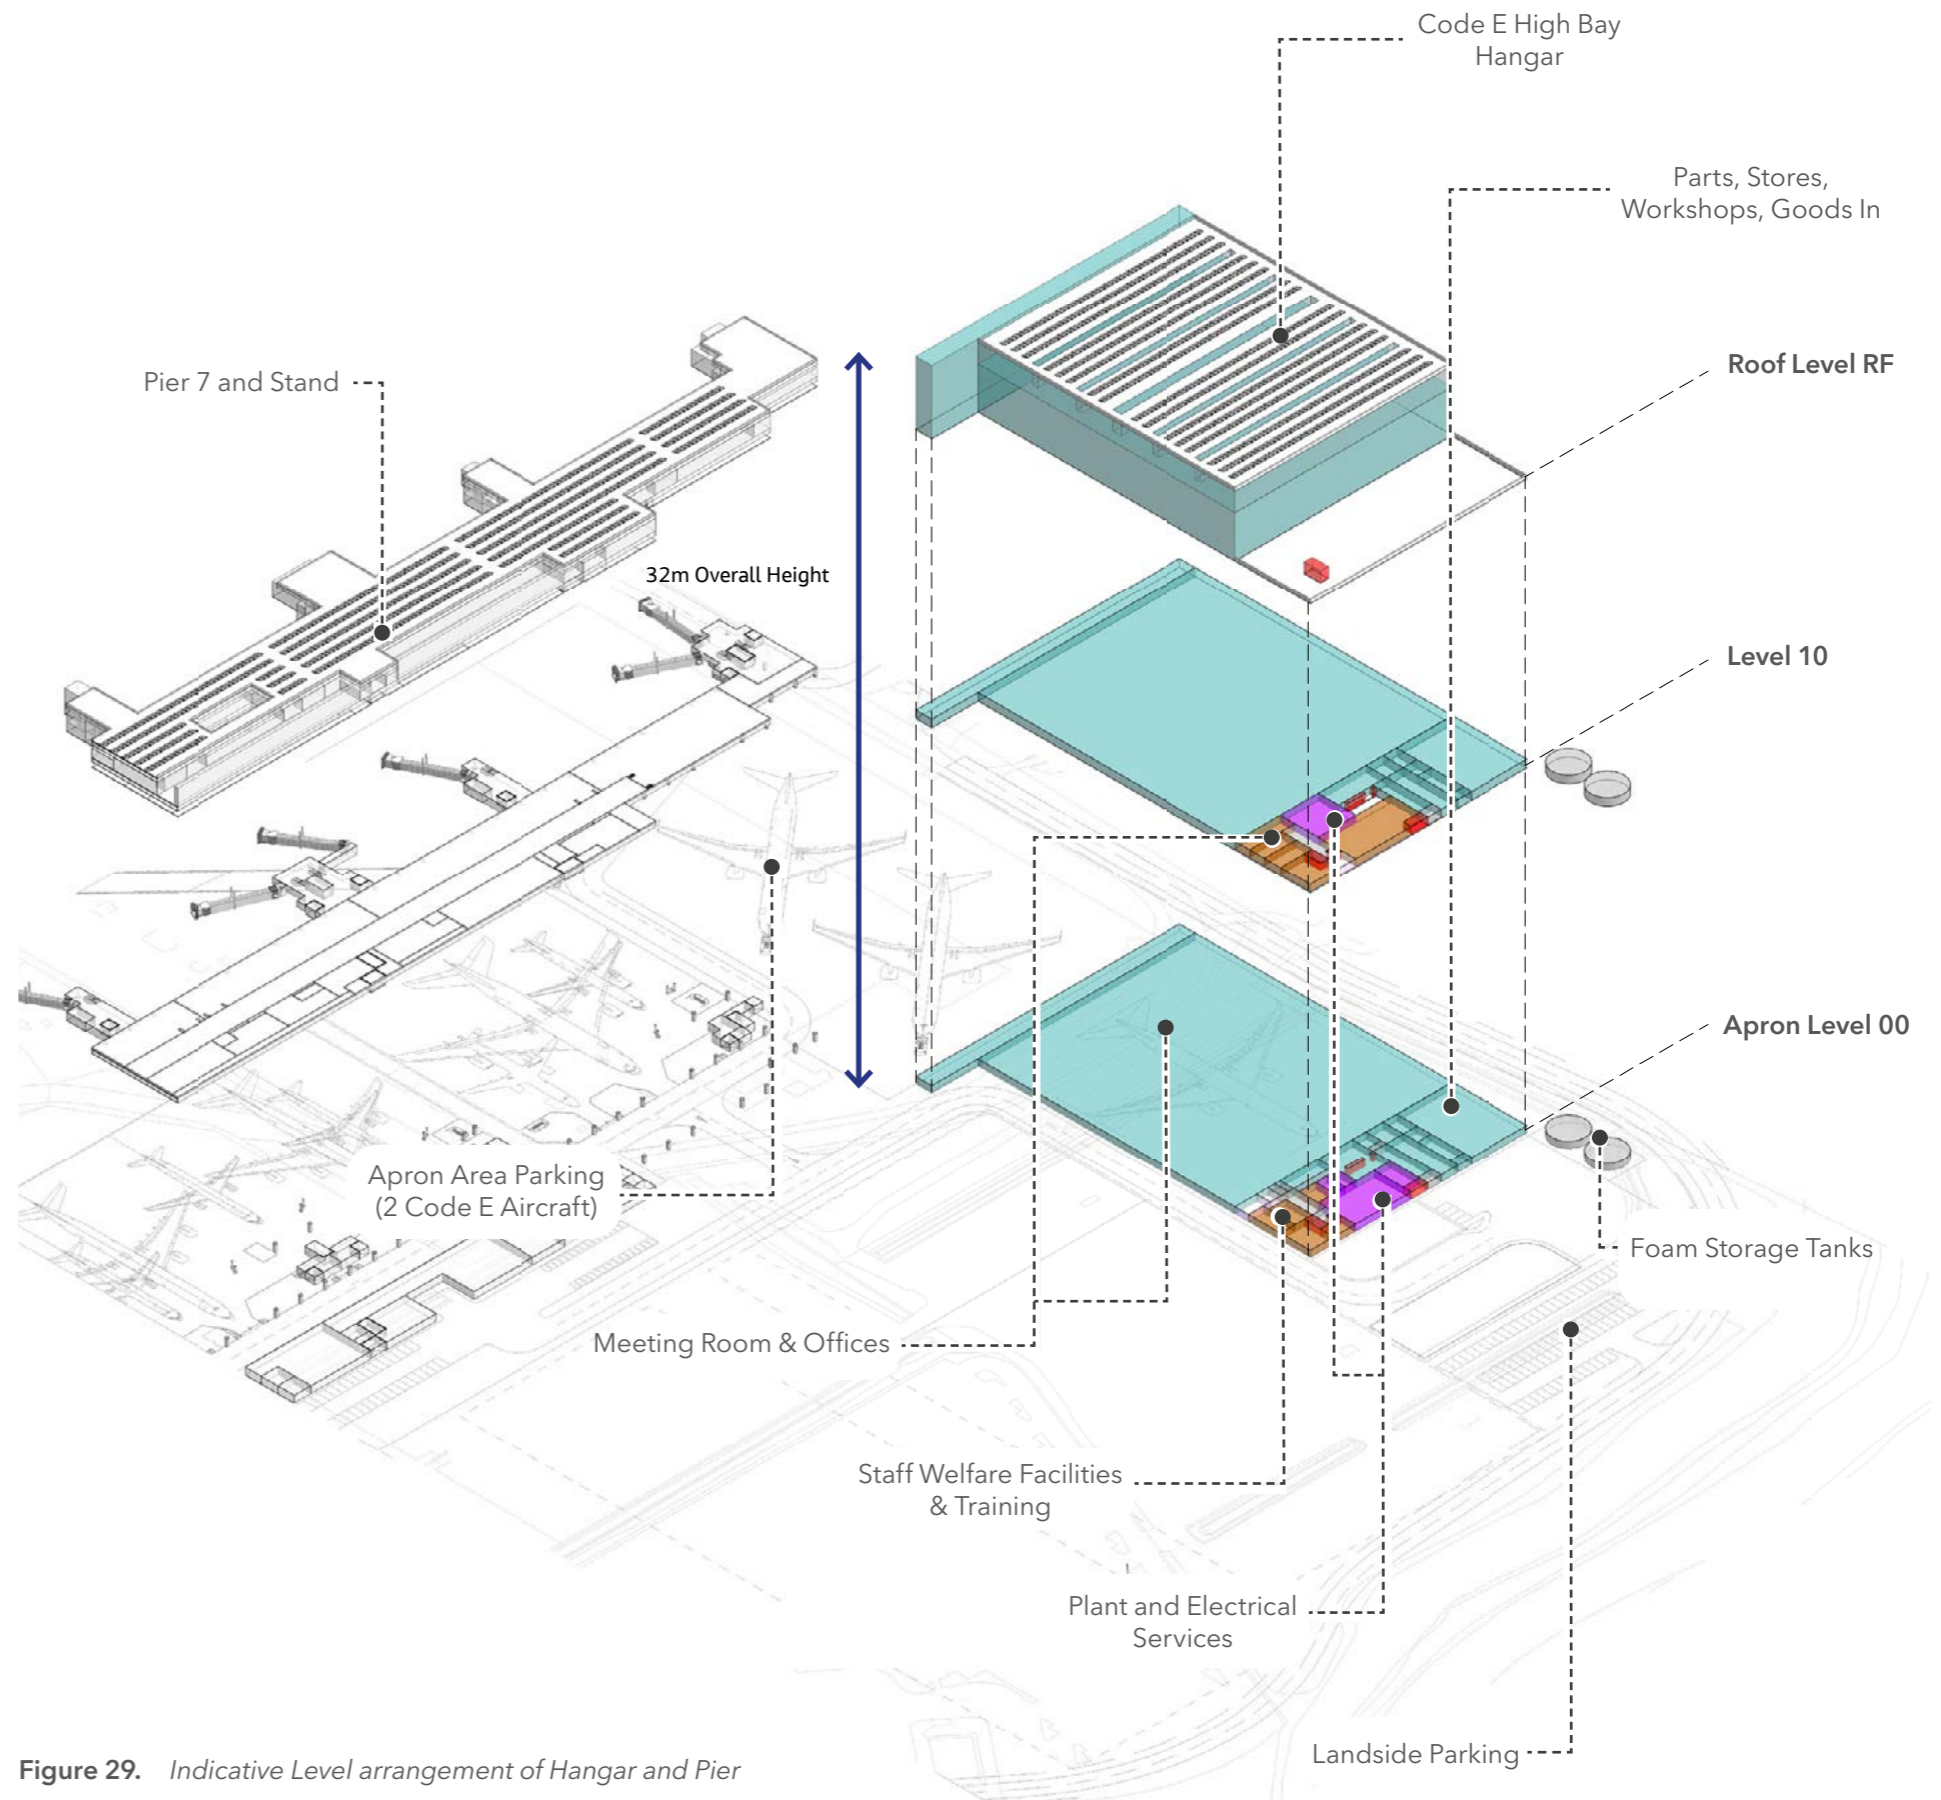 Code E High Bay
Hangar
Parts, Stores,
Workshops, Goods In
Roof Level RF
Pier 7 and Stand
32m Overall Height
Level 10
Apron Level 00
Apron Area Parking
(2 Code E Aircraft)
Foam Storage Tanks
Meeting Room & Offices
Staff Welfare Facilities
& Training
Plant and Electrical
Services
Landside Parking
Figure 29. Indicative Level arrangement of Hangar and Pier